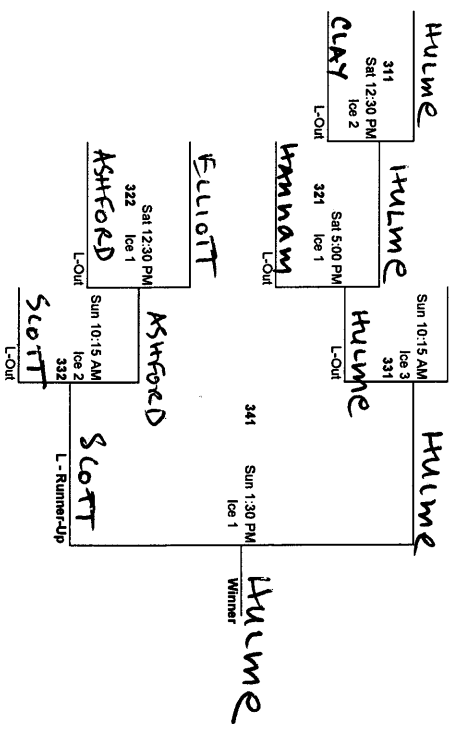 HULME
311
Sat 12:30 PM
Ice 2
CLAY
L-Out
HULME
321 Sat 5:00 PM
Ice 1
HANNAM
L-Out
ELLIOTT
Sat 12:30 PM
322 Ice 1
ASHFORD
L-Out
Sun 10:15 AM
Ice 3
331
HULME
L-Out
ASHFORD
Sun 10:15 AM
Ice 2
332
SCOTT
L-Out
HULME
341 Sun 1:30 PM
Ice 1
SCOTT
L - Runner-Up
HULME
Winner